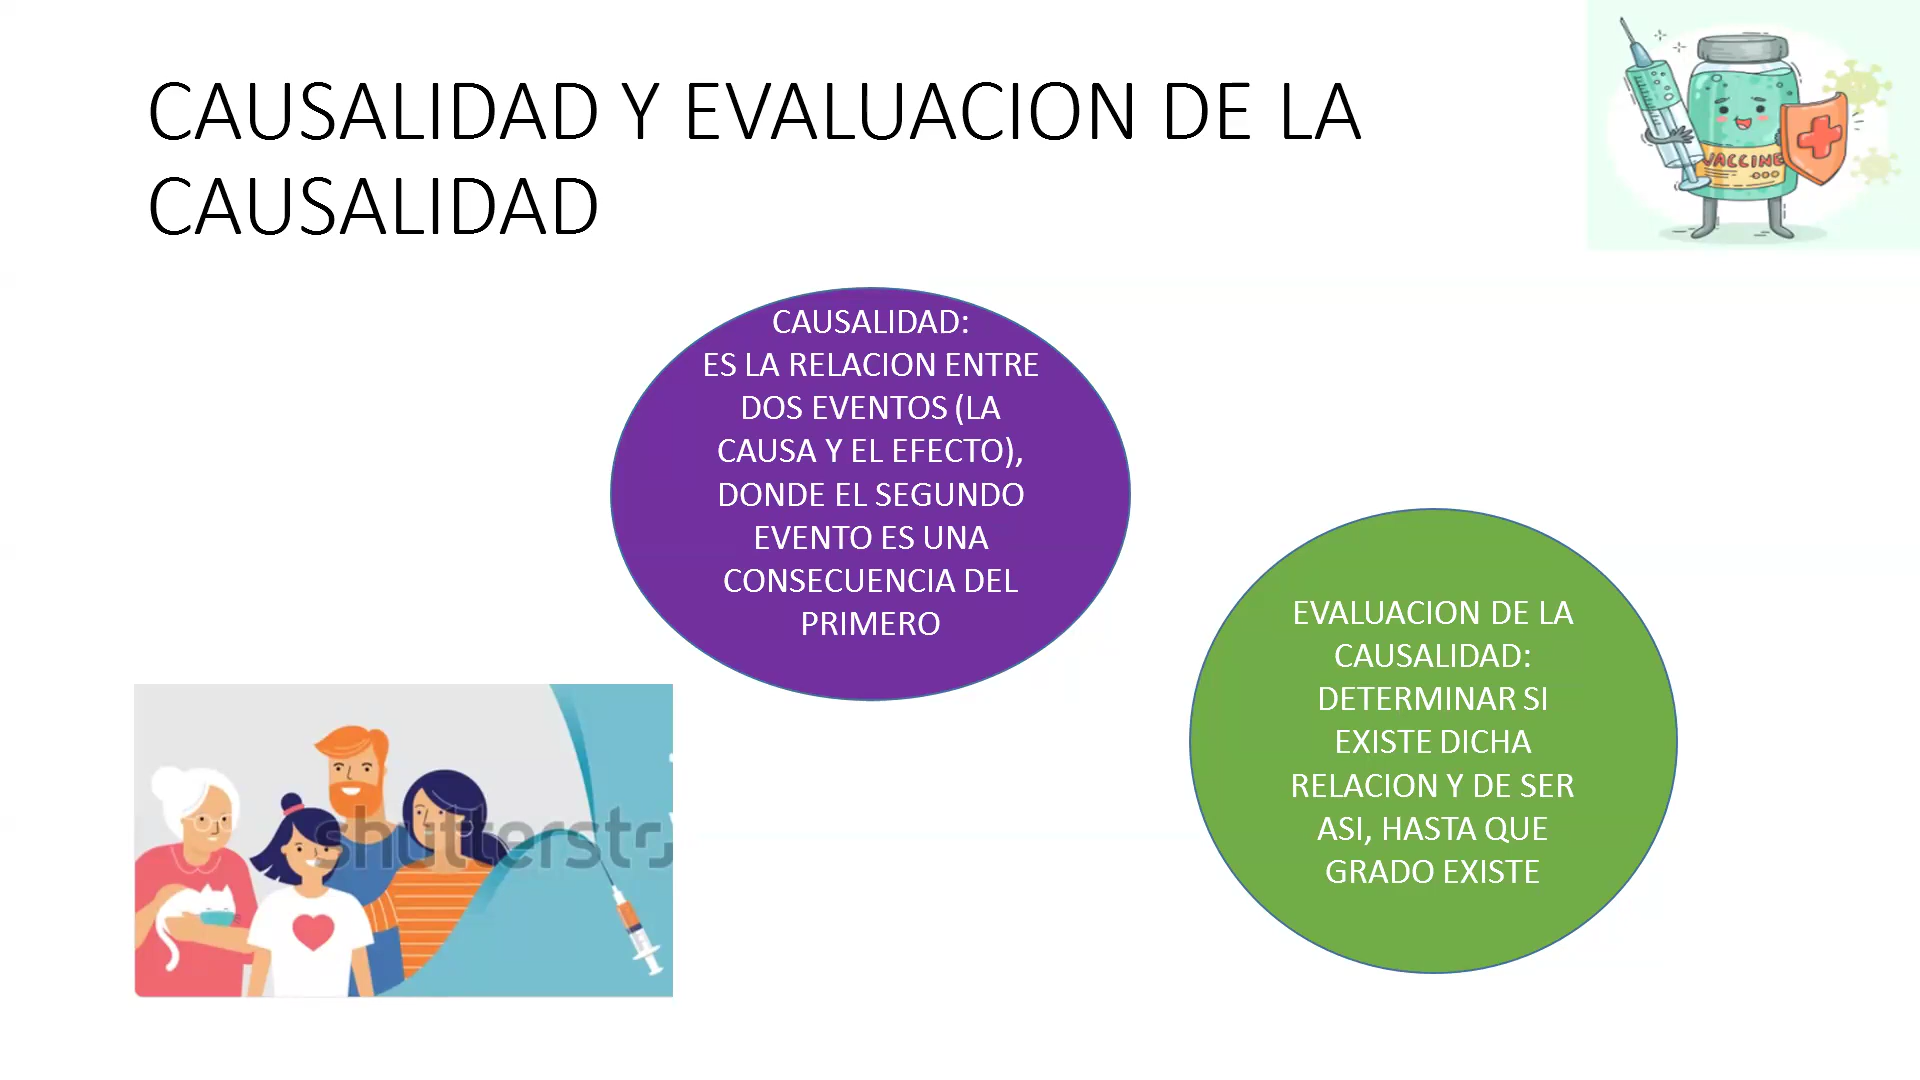 CAUSALIDAD Y EVALUACION DE LA
CAUSALIDAD
VACCINE
CAUSALIDAD:
ES LA RELACION ENTRE
DOS EVENTOS (LA
CAUSA Y EL EFECTO),
DONDE EL SEGUNDO
EVENTO ES UNA
CONSECUENCIA DEL
PRIMERO
EVALUACION DE LA
CAUSALIDAD:
DETERMINAR SI
EXISTE DICHA
RELACION Y DE SER
ASI, HASTA QUE
GRADO EXISTE
shuttersto